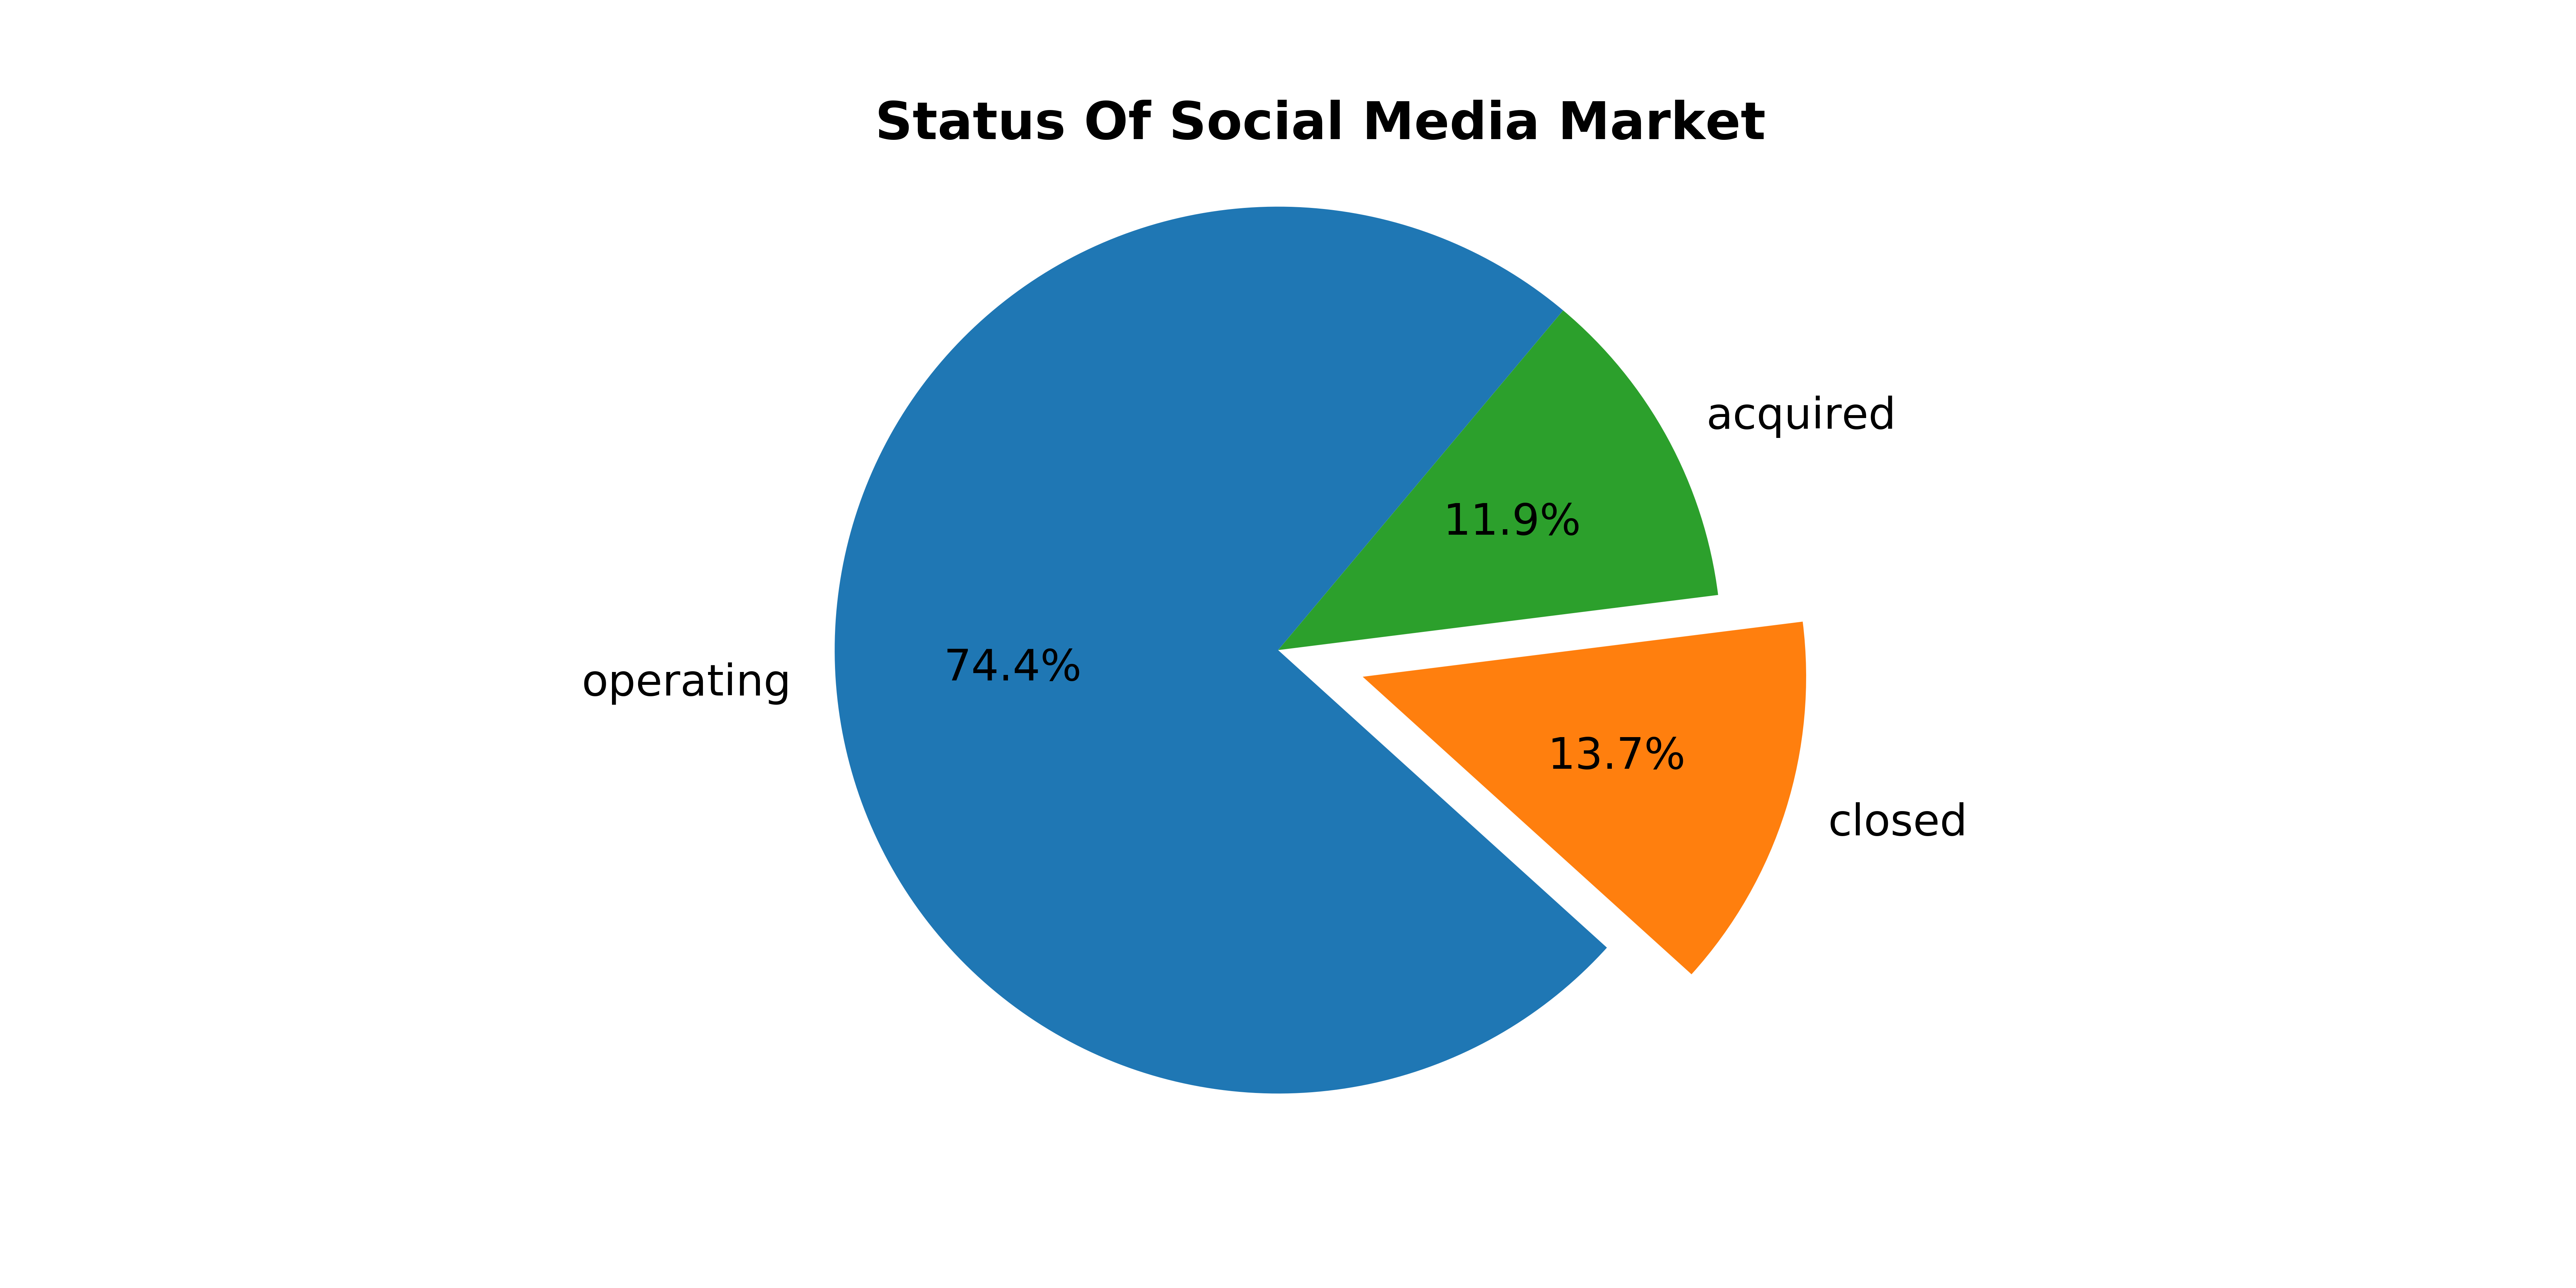 Status Of Social Media Market
acquired
11.9%
operating
74.4%
13.7%
closed